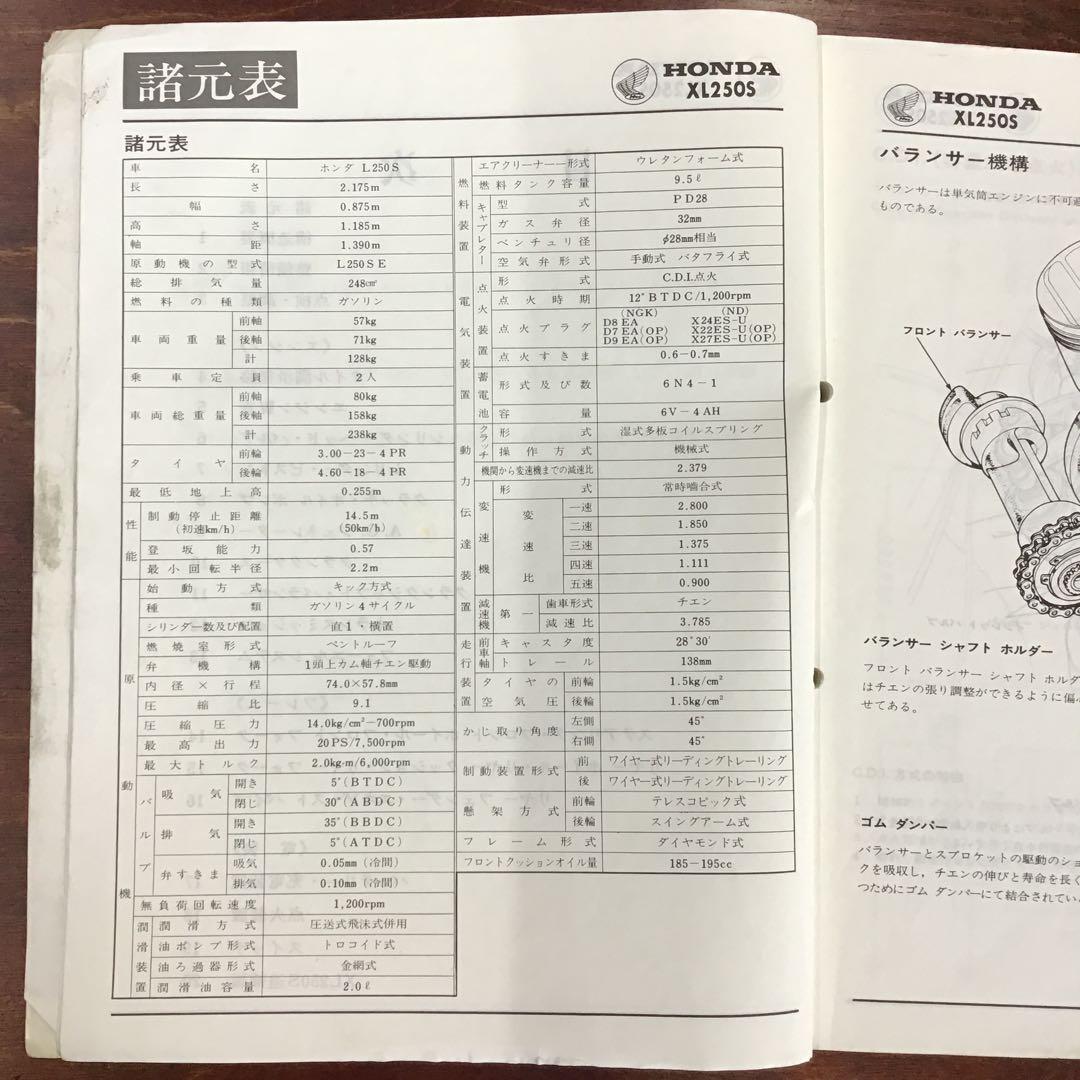 諸元表
HONDA
XL250S
諸元表
車名 ホンダ L250S
長さ 2.175m
幅 0.875m
高さ 1.185m
軸距 1.390m
原動機の型式 L250SE
総排気量 248cm³
燃料の種類 ガソリン
車両重量 前軸 57kg
後軸 71kg
計 128kg
乗車定員 2人
車両総重量 前軸 80kg
後軸 158kg
計 238kg
タイヤ 前輪 3.00-23-4PR
後輪 4.60-18-4PR
最低地上高 0.255m
性能 制動停止距離 14.5m
(初速km/h) (50km/h)
登坂能力 0.57
最小回転半径 2.2m
原動機 始動方式 キック方式
種類 ガソリン4サイクル
シリンダー数及び配置 直1・横置
燃焼室形式 ペントルーフ
弁機構 1頭上カム軸チエン駆動
内径×行程 74.0×57.8mm
圧縮比 9.1
圧縮圧力 14.0kg/cm²-700rpm
最高出力 20PS/7,500rpm
最大トルク 2.0kg-m/6,000rpm
バルブ 吸気 開き 5°(BTDC)
閉じ 30°(ABDC)
排気 開き 35°(BBDC)
閉じ 5°(ATDC)
弁すきま 吸気 0.05mm(冷間)
排気 0.10mm(冷間)
無負荷回転速度 1,200rpm
潤滑装置 潤滑方式 圧送式飛沫式併用
油ポンプ形式 トロコイド式
油ろ過器形式 金網式
潤滑油容量 2.0ℓ
燃料装置 エアクリーナー形式 ウレタンフォーム式
燃料タンク容量 9.5ℓ
キャブレター 型式 PD28
ガス弁径 32mm
ベンチュリ径 φ28mm相当
空気弁形式 手動式 バタフライ式
電気装置 点火装置 形式 C.D.I.点火
点火時期 12°BTDC/1,200rpm
点火プラグ (NGK) (ND)
D8EA X24ES-U
D7EA(OP) X22ES-U(OP)
D9EA(OP) X27ES-U(OP)
点火すきま 0.6-0.7mm
蓄電池 形式及び数 6N4-1
容量 6V-4AH
動力伝達装置 クラッチ 形式 湿式多板コイルスプリング
操作方式 機械式
機関から変速機までの減速比 2.379
変速機 形式 常時噛合式
変速比 一速 2.800
二速 1.850
三速 1.375
四速 1.111
五速 0.900
減速機 第一 歯車形式 チエン
減速比 3.785
走行装置 前車軸 キャスタ度 28°30′
トレール 138mm
タイヤの空気圧 前輪 1.5kg/cm²
後輪 1.5kg/cm²
かじ取り角度 左側 45°
右側 45°
制動装置形式 前 ワイヤー式リーディングトレーリング
後 ワイヤー式リーディングトレーリング
懸架方式 前輪 テレスコピック式
後輪 スイングアーム式
フレーム形式 ダイヤモンド式
フロントクッションオイル量 185-195cc
HONDA
XL250S
バランサー機構
バランサーは単気筒エンジンに不可避
ものである。
フロント バランサー
バランサー シャフト ホルダー
フロント バランサー シャフト ホルダ
はチエンの張り調整ができるように偏心
せてある。
ゴム ダンパー
バランサーとスプロケットの駆動のショ
クを吸収し,チエンの伸びと寿命を長く
つためにゴム ダンパーにて結合されてい